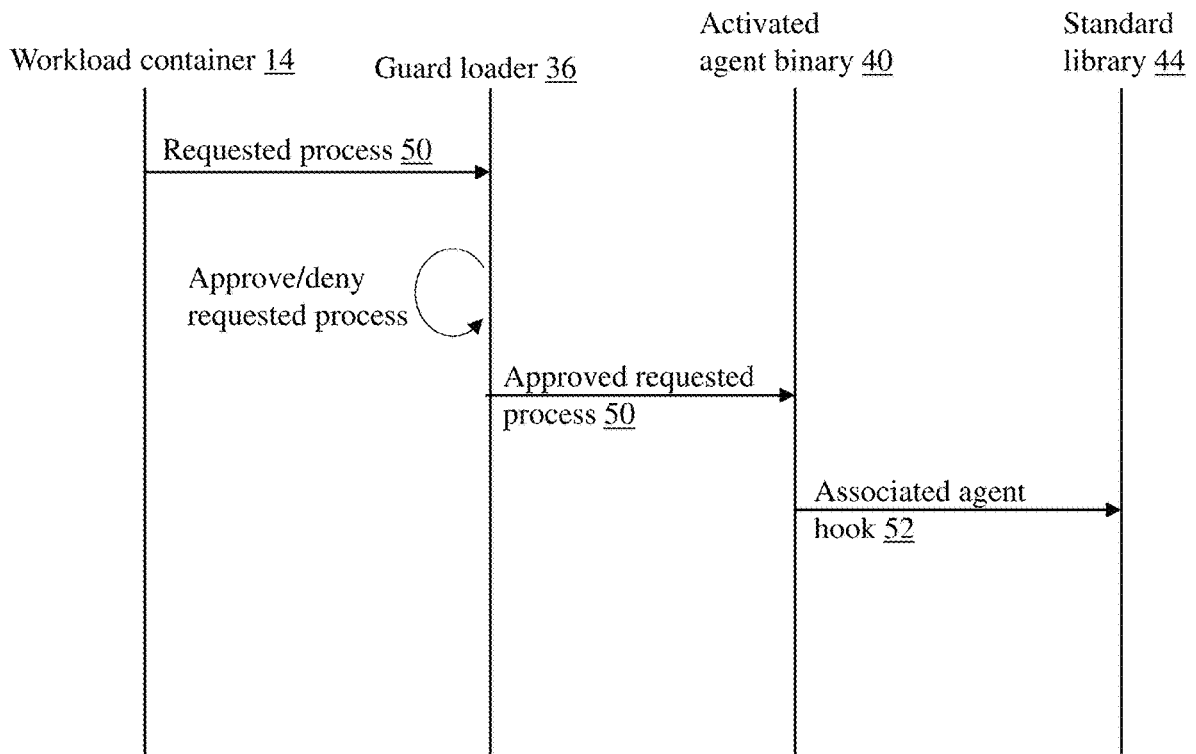 Workload container 14
Guard loader 36
Activated
agent binary 40
Standard
library 44
Requested process 50
Approve/deny
requested process
Approved requested
process 50
Associated agent
hook 52